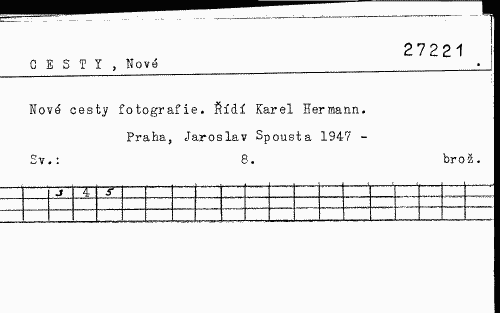 27221
C E S T Y , Nové .
Nové cesty fotografie. Řídí Karel Hermann.
Praha, Jaroslav Spousta 1947 -
Sv.: 8. brož.
3 4 5